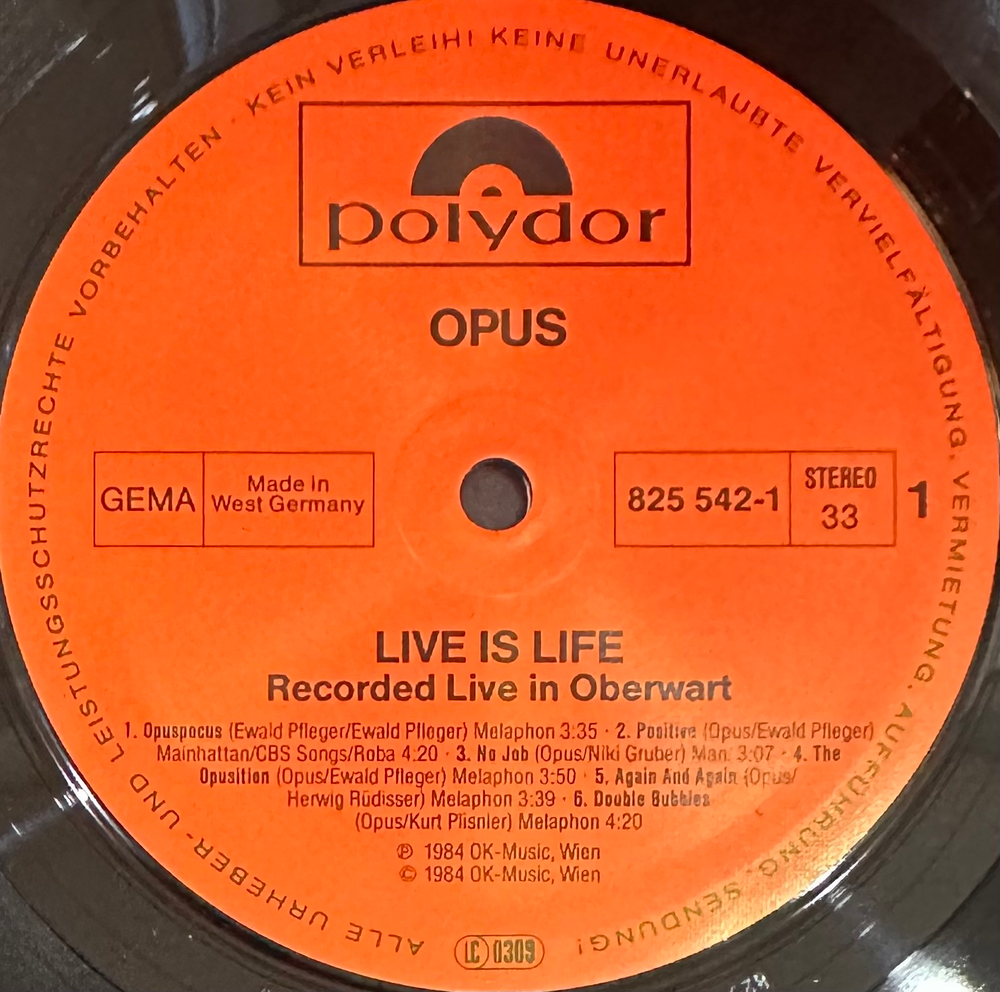 ALLE URHEBER- UND LEISTUNGSSCHUTZRECHTE VORBEHALTEN · KEIN VERLEIH! KEINE UNERLAUBTE VERVIELFÄLTIGUNG, VERMIETUNG, AUFFÜHRUNG, SENDUNG!
polydor
OPUS
GEMA
Made In
West Germany
825 542-1
STEREO
33
1
LIVE IS LIFE
Recorded Live in Oberwart
1. Opuspocus (Ewald Pfleger/Ewald Pfleger) Melaphon 3:35 · 2. Positive (Opus/Ewald Pfleger)
Mainhattan/CBS Songs/Roba 4:20 · 3. No Job (Opus/Niki Gruber) Man. 3:07 · 4. The
Opusition (Opus/Ewald Pfleger) Melaphon 3:50 · 5. Again And Again (Opus/
Herwig Rüdisser) Melaphon 3:39 · 6. Double Bubbles
(Opus/Kurt Plisnier) Melaphon 4:20
℗ 1984 OK-Music, Wien
© 1984 OK-Music, Wien
LC 0309